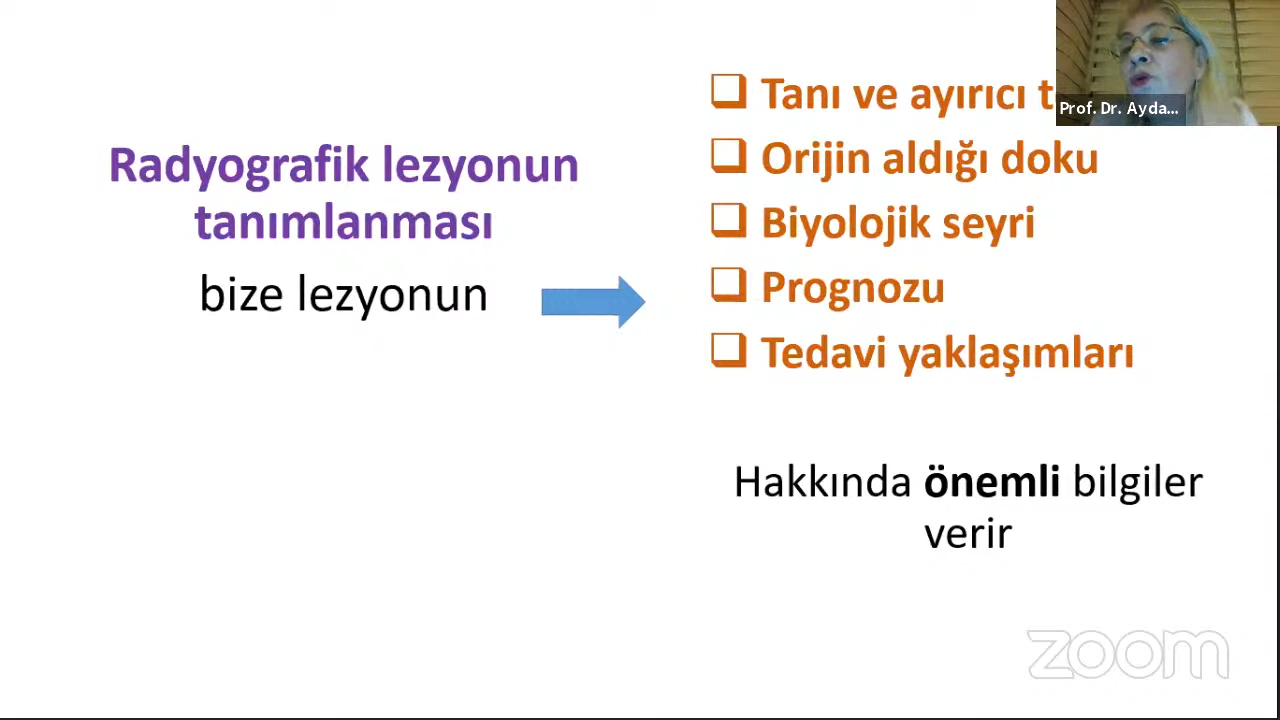 Radyografik lezyonun
tanımlanması
bize lezyonun
❑ Tanı ve ayırıcı
❑ Orijin aldığı doku
❑ Biyolojik seyri
❑ Prognozu
❑ Tedavi yaklaşımları
Hakkında önemli bilgiler
verir
Prof. Dr. Ayda...
zoom